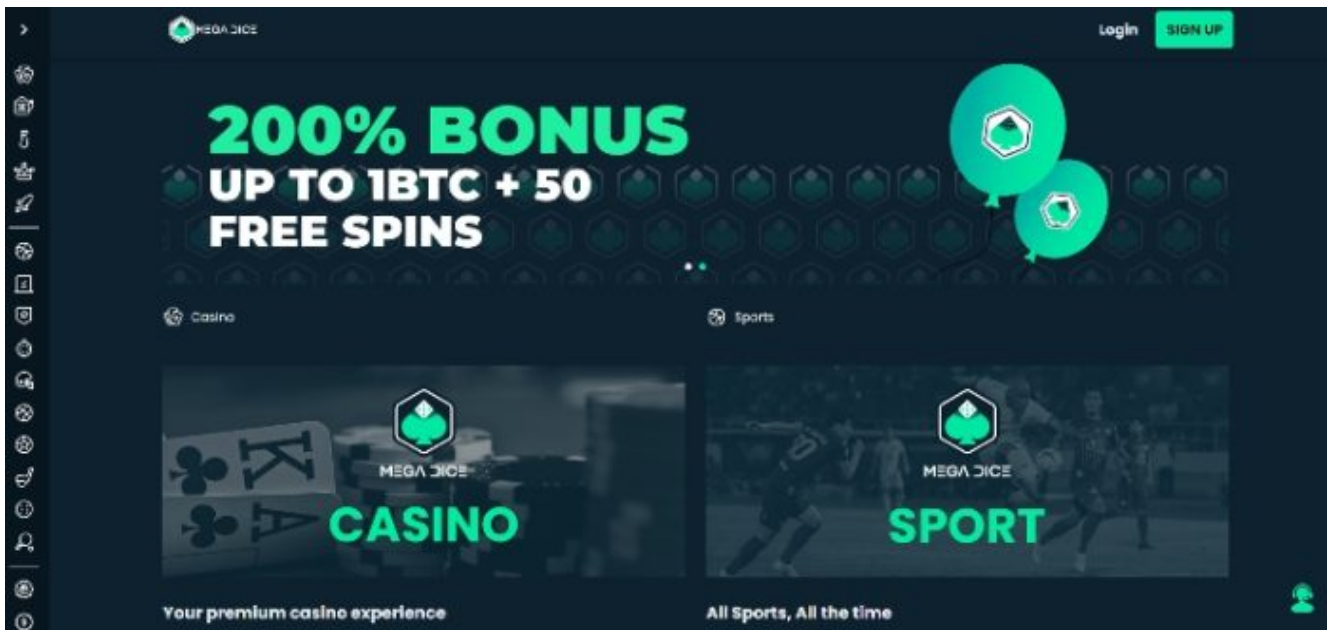 MEGA DICE
Login
SIGN UP
200% BONUS
UP TO 1BTC + 50
FREE SPINS
Casino
Sports
K
A
MEGA DICE
CASINO
MEGA DICE
SPORT
Your premium casino experience
All Sports, All the time